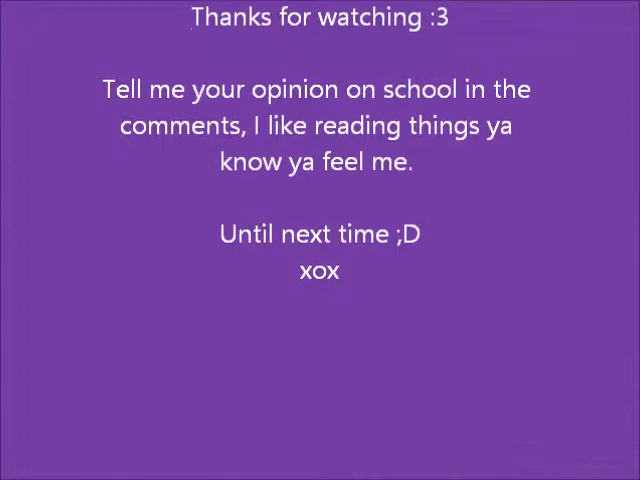 Thanks for watching :3
Tell me your opinion on school in the
comments, I like reading things ya
know ya feel me.
Until next time ;D
xox